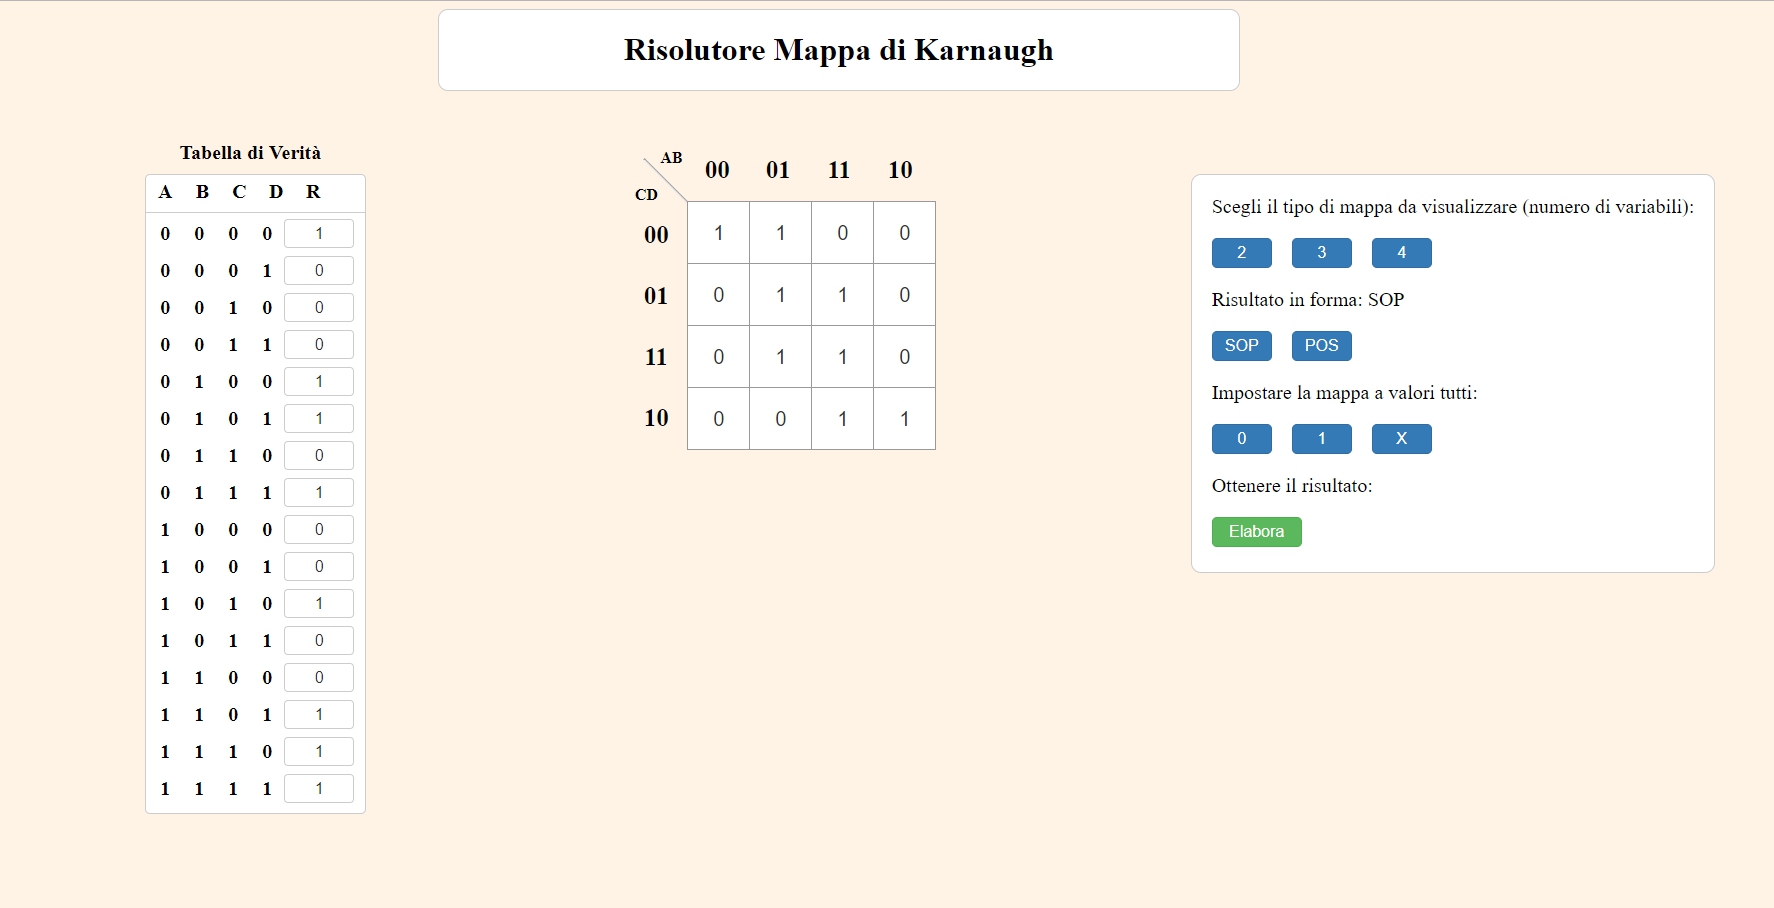 Risolutore Mappa di Karnaugh
Tabella di Verità
A B C D R
0 0 0 0 1
0 0 0 1 0
0 0 1 0 0
0 0 1 1 0
0 1 0 0 1
0 1 0 1 1
0 1 1 0 0
0 1 1 1 1
1 0 0 0 0
1 0 0 1 0
1 0 1 0 1
1 0 1 1 0
1 1 0 0 0
1 1 0 1 1
1 1 1 0 1
1 1 1 1 1
AB
CD
00 01 11 10
00 1 1 0 0
01 0 1 1 0
11 0 1 1 0
10 0 0 1 1
Scegli il tipo di mappa da visualizzare (numero di variabili):
2 3 4
Risultato in forma: SOP
SOP POS
Impostare la mappa a valori tutti:
0 1 X
Ottenere il risultato:
Elabora